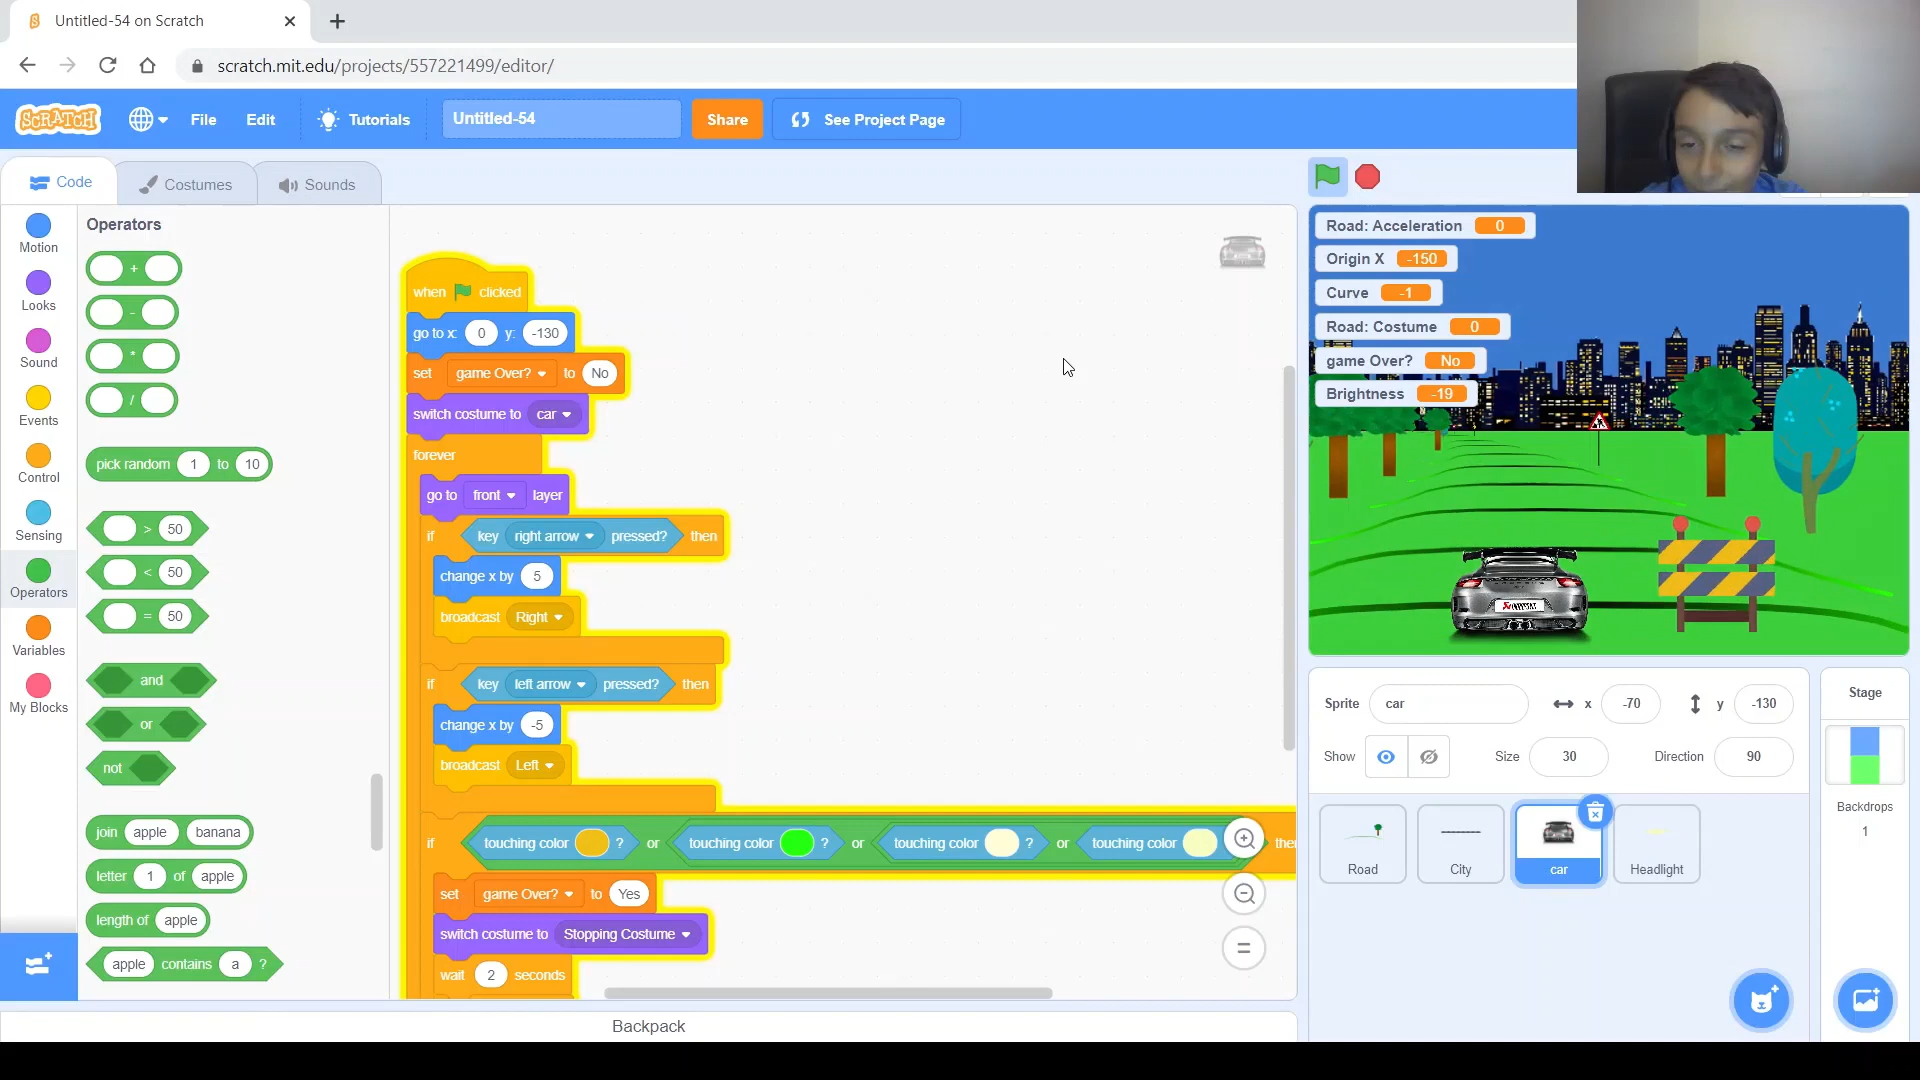 Untitled-54 on Scratch
scratch.mit.edu/projects/557221499/editor/
SCRATCH
File
Edit
Tutorials
Untitled-54
Share
See Project Page
Code
Costumes
Sounds
Motion
Looks
Sound
Events
Control
Sensing
Operators
Variables
My Blocks
Operators
+
-
*
/
pick random 1 to 10
> 50
< 50
= 50
and
or
not
join apple banana
letter 1 of apple
length of apple
apple contains a ?
when clicked
go to x: 0 y: -130
set game Over? to No
switch costume to car
forever
go to front layer
if key right arrow pressed? then
change x by 5
broadcast Right
if key left arrow pressed? then
change x by -5
broadcast Left
if touching color ? or touching color ? or touching color ? or touching color then
set game Over? to Yes
switch costume to Stopping Costume
wait 2 seconds
Backpack
Road: Acceleration 0
Origin X -150
Curve -1
Road: Costume 0
game Over? No
Brightness -19
Sprite car x -70 y -130
Show Size 30 Direction 90
Road
City
car
Headlight
Stage
Backdrops
1